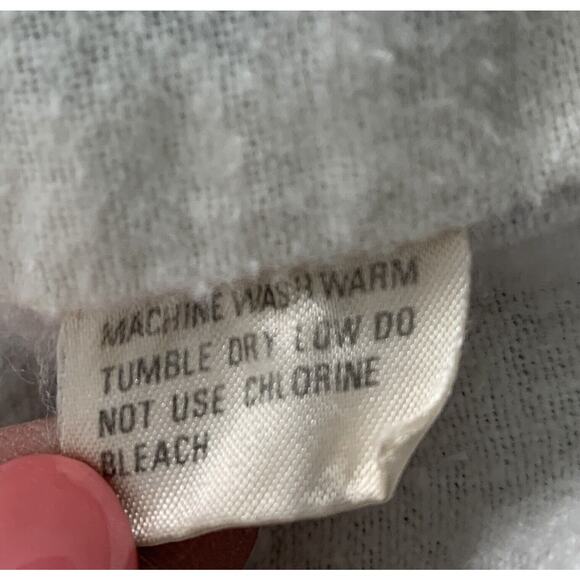 MACHINE WASH WARM
TUMBLE DRY LOW DO
NOT USE CHLORINE
BLEACH